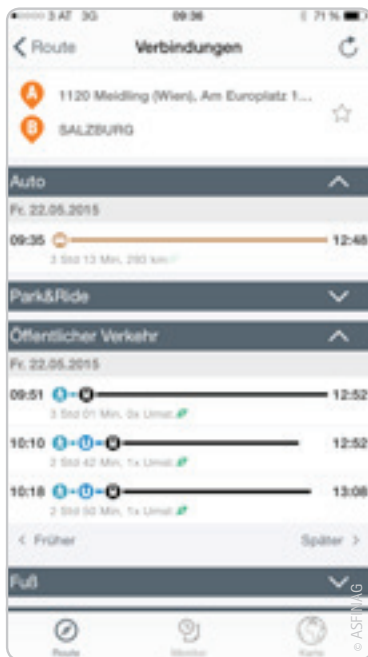 3 AT 3G 09:36 71 %
Route Verbindungen
A 1120 Meidling (Wien), Am Europlatz 1...
B SALZBURG
Auto
Fr. 22.05.2015
09:35 12:48
3 Std 13 Min, 293 km
Park&Ride
Öffentlicher Verkehr
Fr. 22.05.2015
09:51 12:52
3 Std 01 Min, 0x Umst.
10:10 U 12:52
2 Std 42 Min, 1x Umst.
10:18 U 13:08
2 Std 50 Min, 1x Umst.
< Früher Später >
Fuß
Route Monitor Karte
© ASFINAG